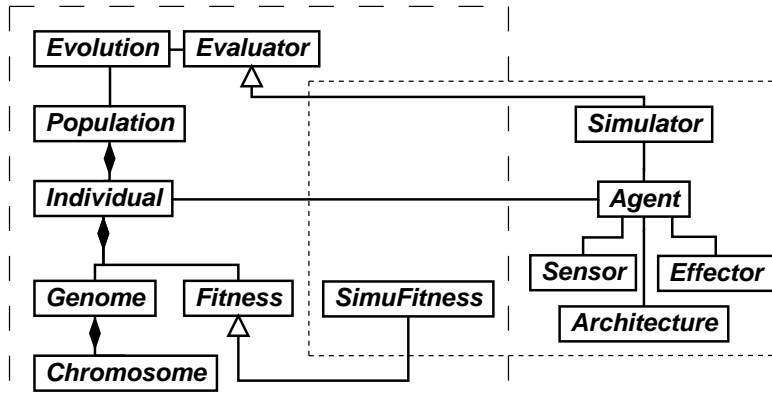 Evolution
Evaluator
Population
Simulator
Individual
Agent
Sensor
Effector
Genome
Fitness
SimuFitness
Architecture
Chromosome